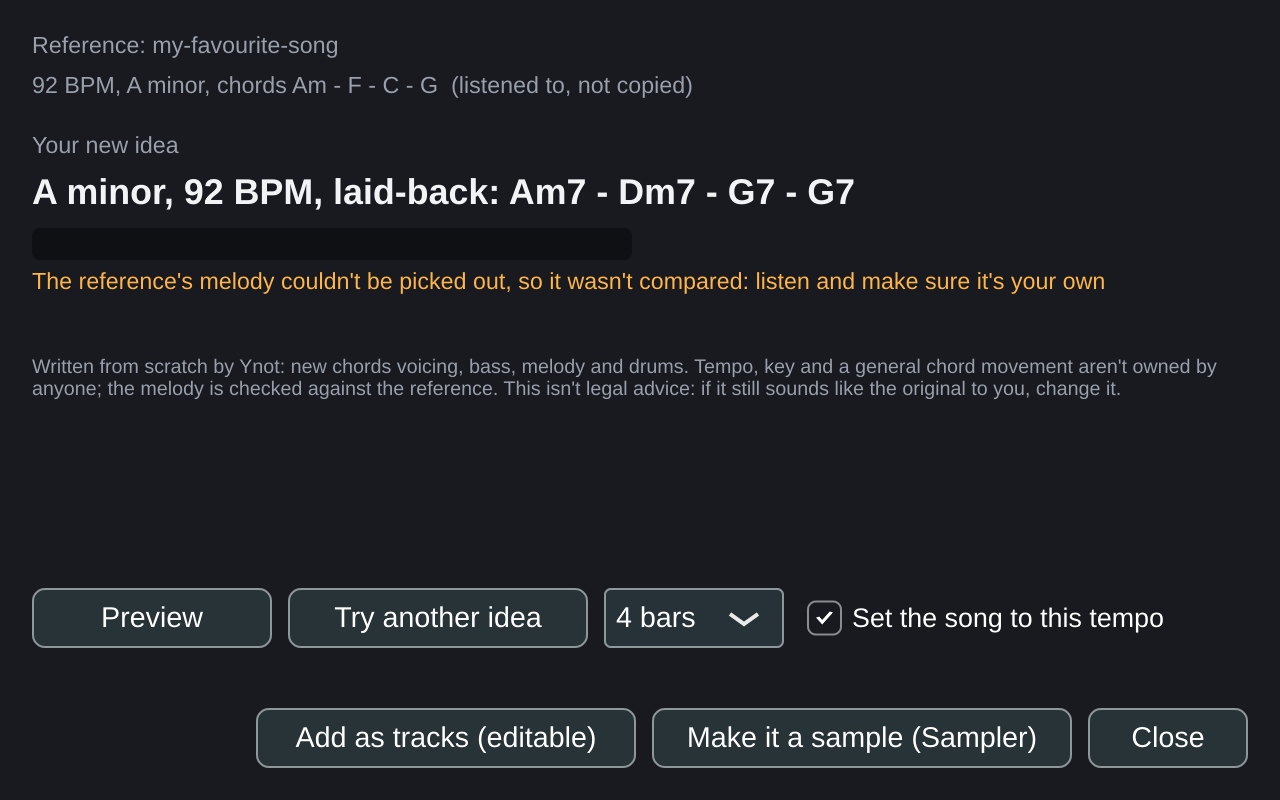 Reference: my-favourite-song
92 BPM, A minor, chords Am - F - C - G (listened to, not copied)
Your new idea
A minor, 92 BPM, laid-back: Am7 - Dm7 - G7 - G7
The reference's melody couldn't be picked out, so it wasn't compared: listen and make sure it's your own
Written from scratch by Ynot: new chords voicing, bass, melody and drums. Tempo, key and a general chord movement aren't owned by
anyone; the melody is checked against the reference. This isn't legal advice: if it still sounds like the original to you, change it.
Preview Try another idea 4 bars Set the song to this tempo
Add as tracks (editable) Make it a sample (Sampler) Close